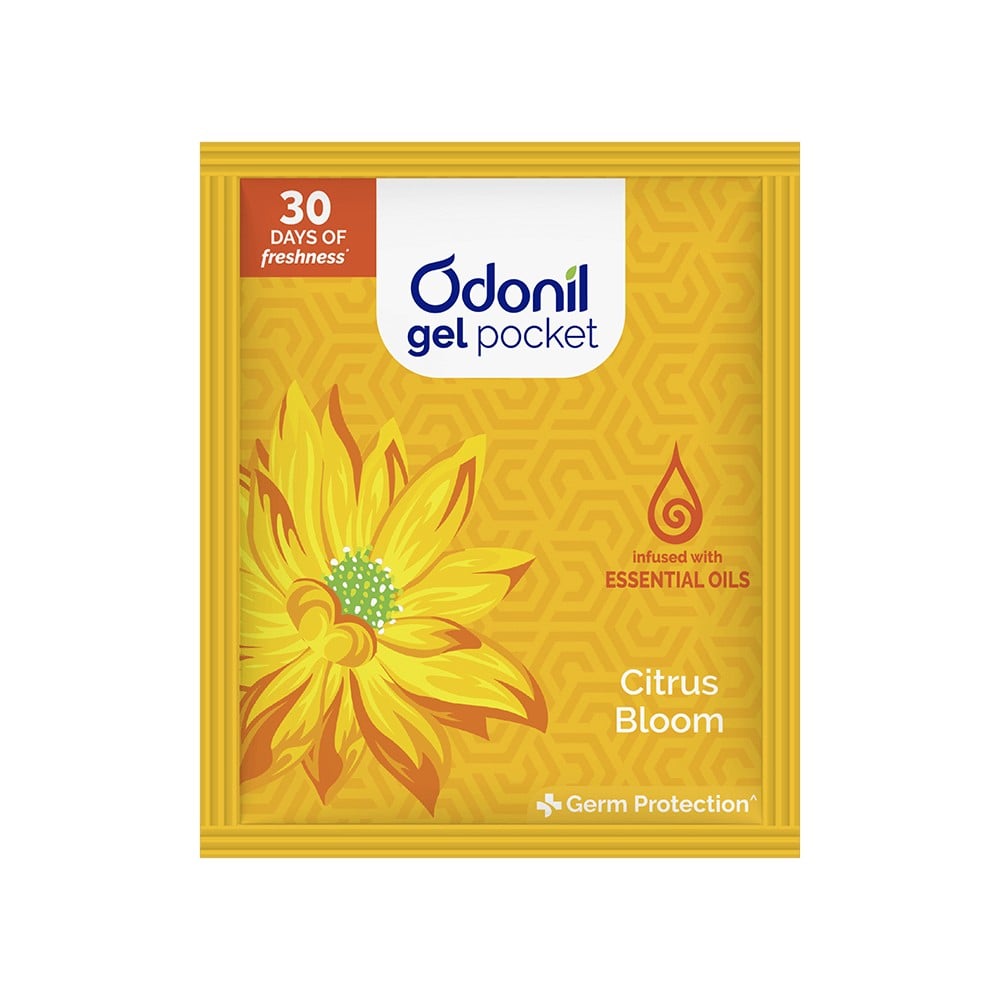 30
DAYS OF
freshness*
Odonil
gel pocket
infused with
ESSENTIAL OILS
Citrus
Bloom
Germ Protection^